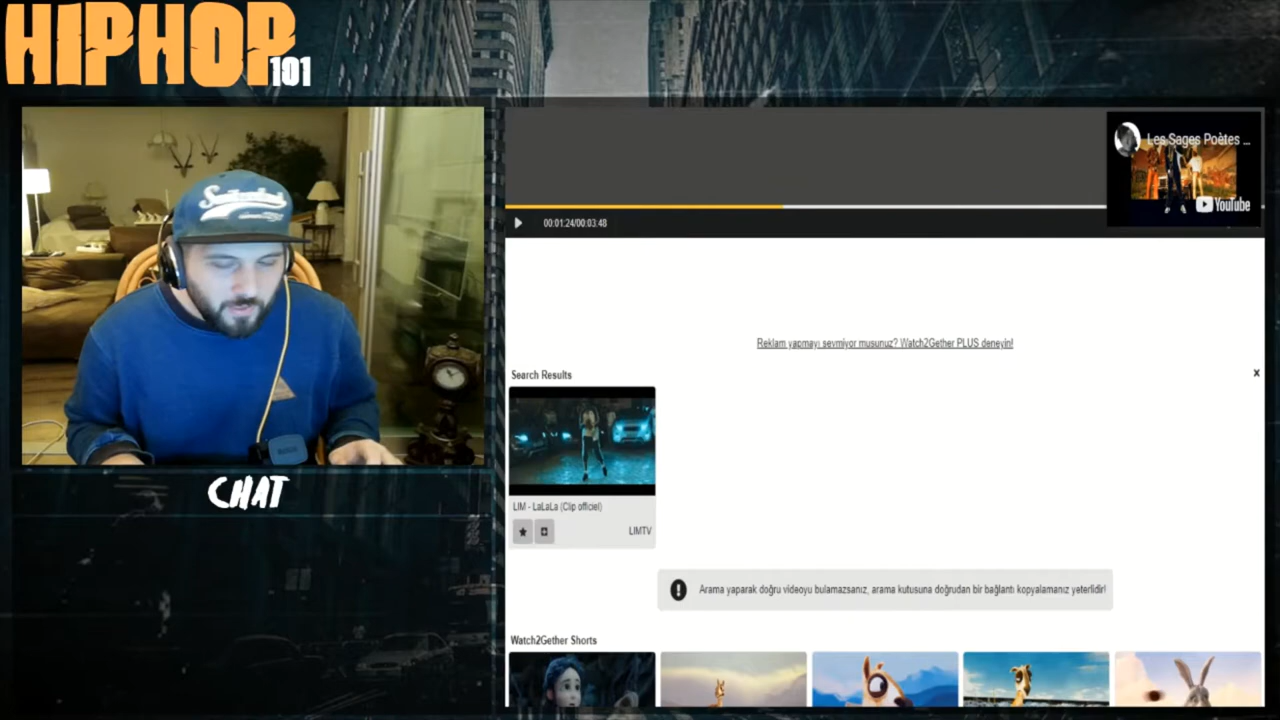 HIPHOP
101
Les Sages Poètes ...
YouTube
00:01:24/00:03:48
Reklam yapmayı sevmiyor musunuz? Watch2Gether PLUS deneyin!
Search Results
x
LIM - LaLaLa (Clip officiel)
LIMTV
Arama yaparak doğru videoyu bulamazsanız, arama kutusuna doğrudan bir bağlantı kopyalamanız yeterlidir!
Watch2Gether Shorts
CHAT